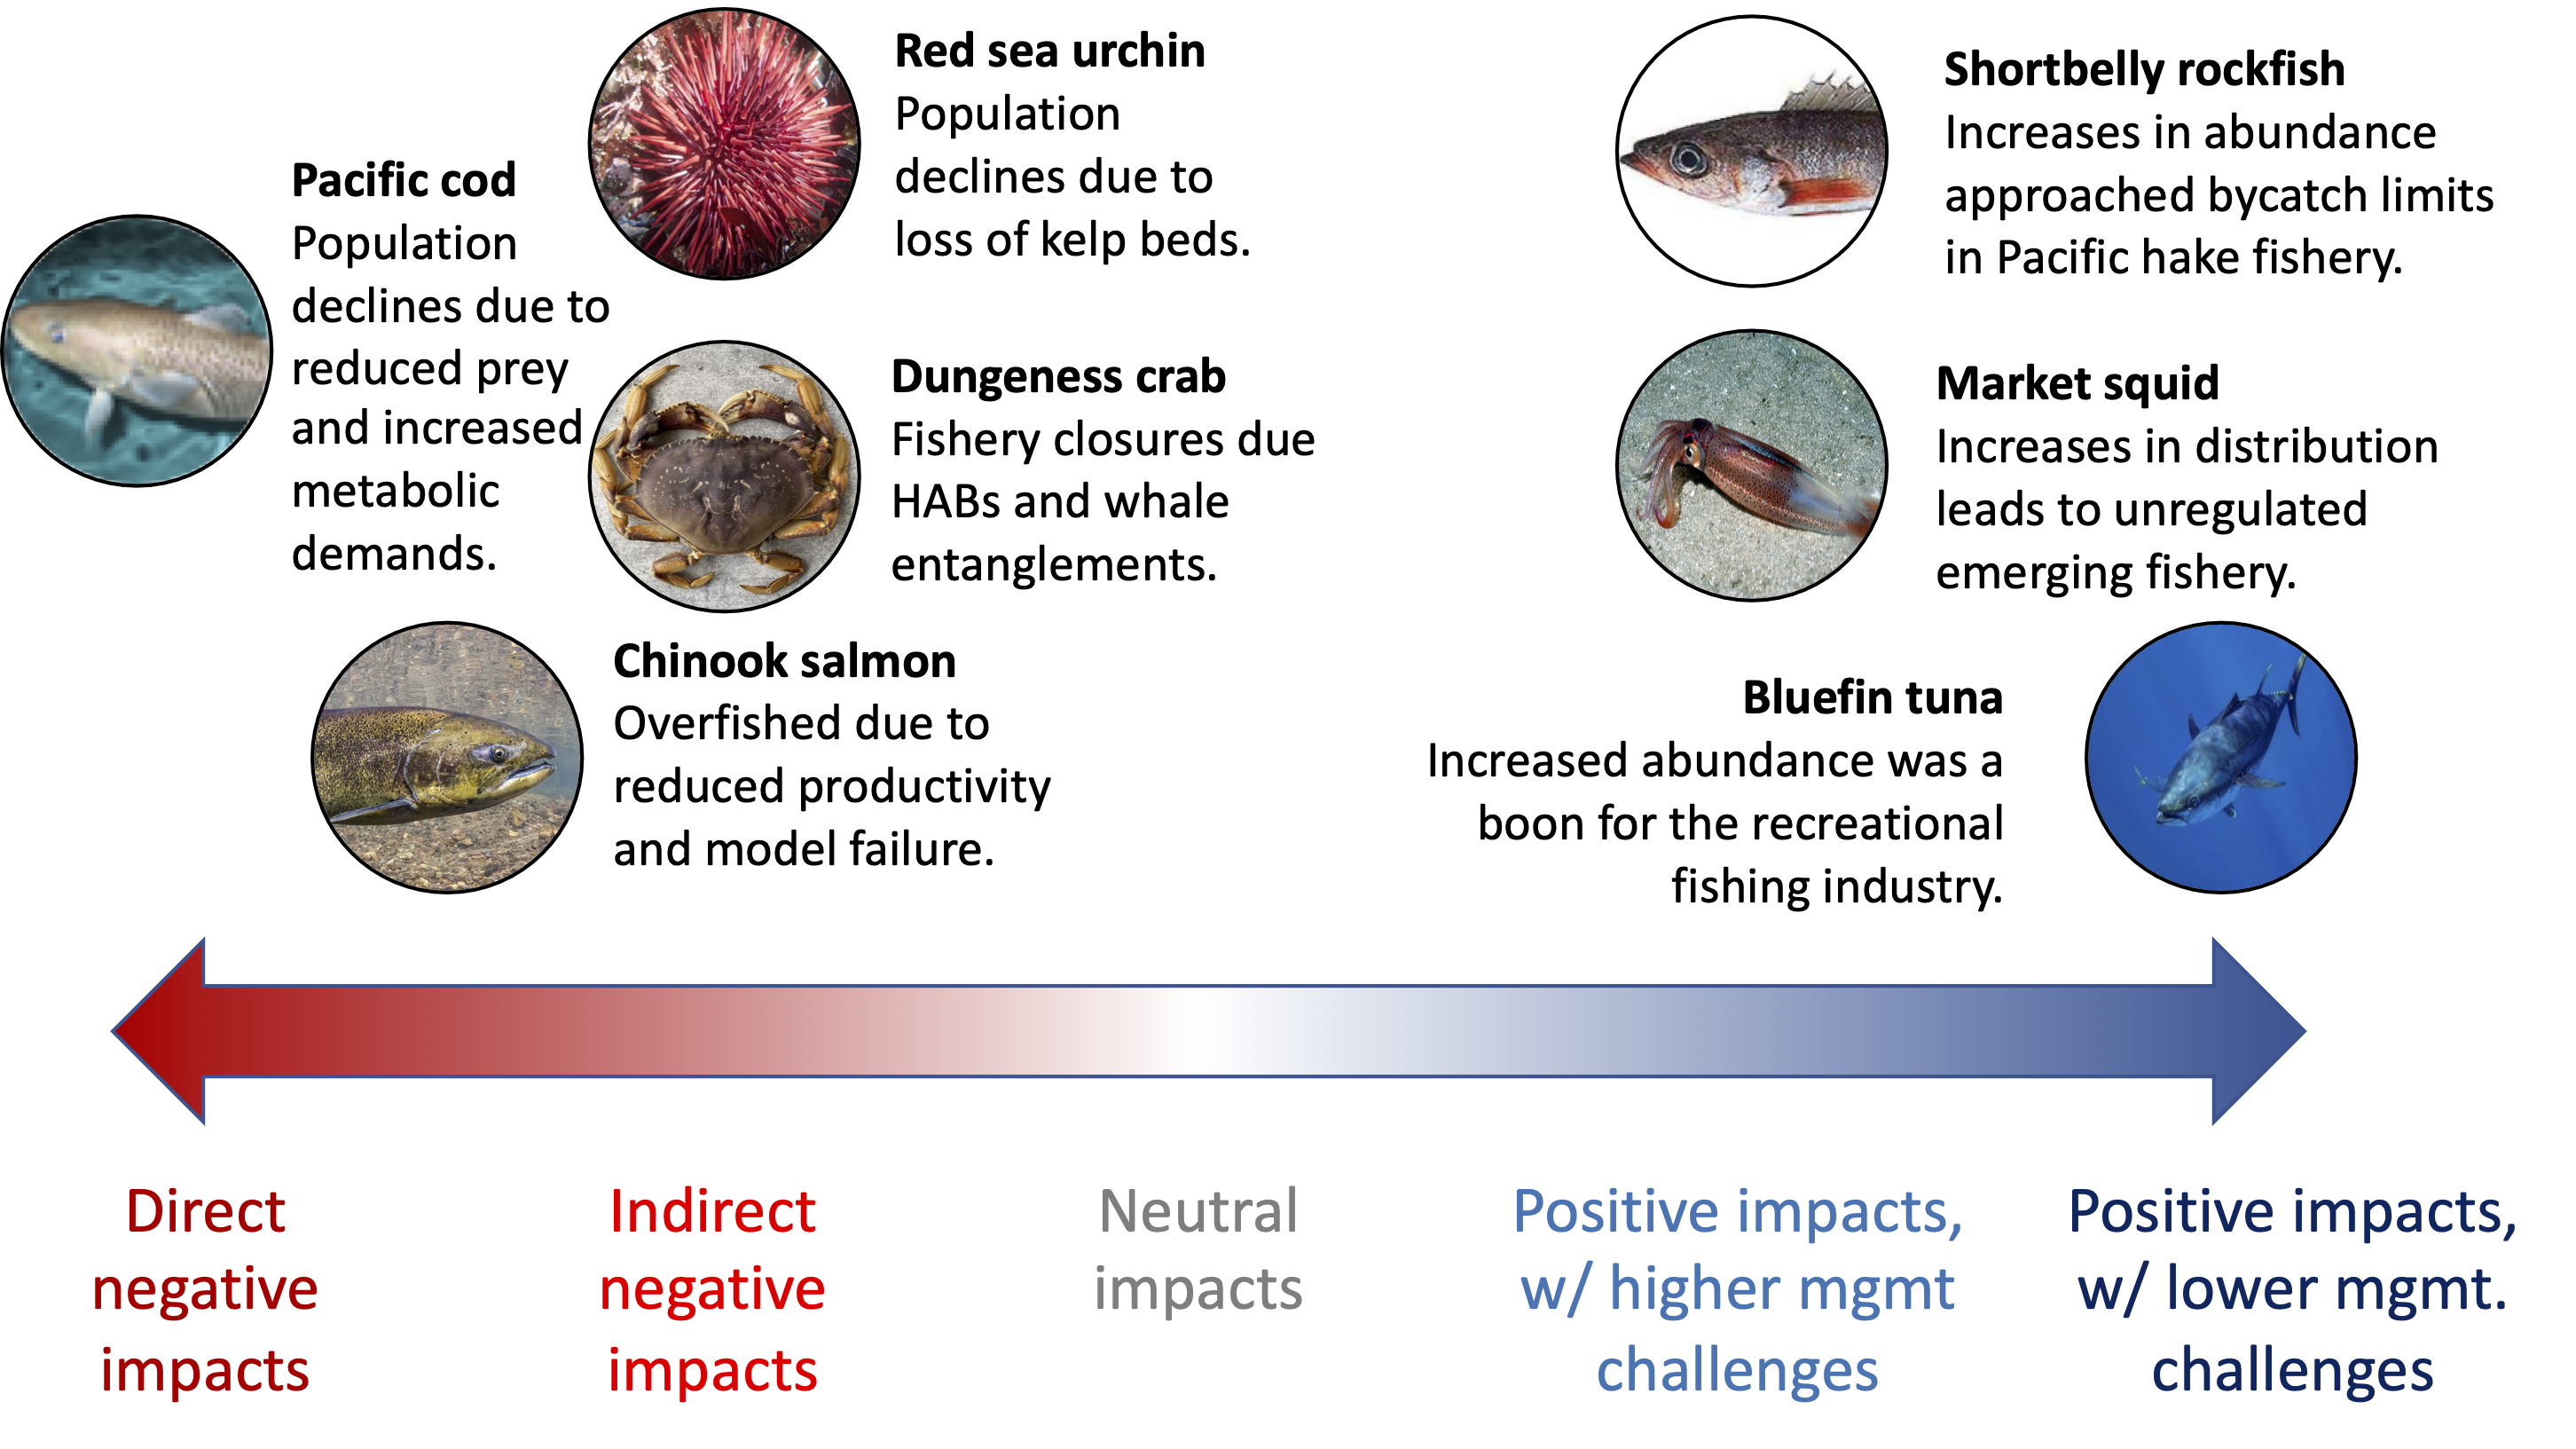 Pacific cod
Population
declines due to
reduced prey
and increased
metabolic
demands.
Red sea urchin
Population
declines due to
loss of kelp beds.
Dungeness crab
Fishery closures due
HABs and whale
entanglements.
Chinook salmon
Overfished due to
reduced productivity
and model failure.
Shortbelly rockfish
Increases in abundance
approached bycatch limits
in Pacific hake fishery.
Market squid
Increases in distribution
leads to unregulated
emerging fishery.
Bluefin tuna
Increased abundance was a
boon for the recreational
fishing industry.
Direct
negative
impacts
Indirect
negative
impacts
Neutral
impacts
Positive impacts,
w/ higher mgmt
challenges
Positive impacts,
w/ lower mgmt.
challenges